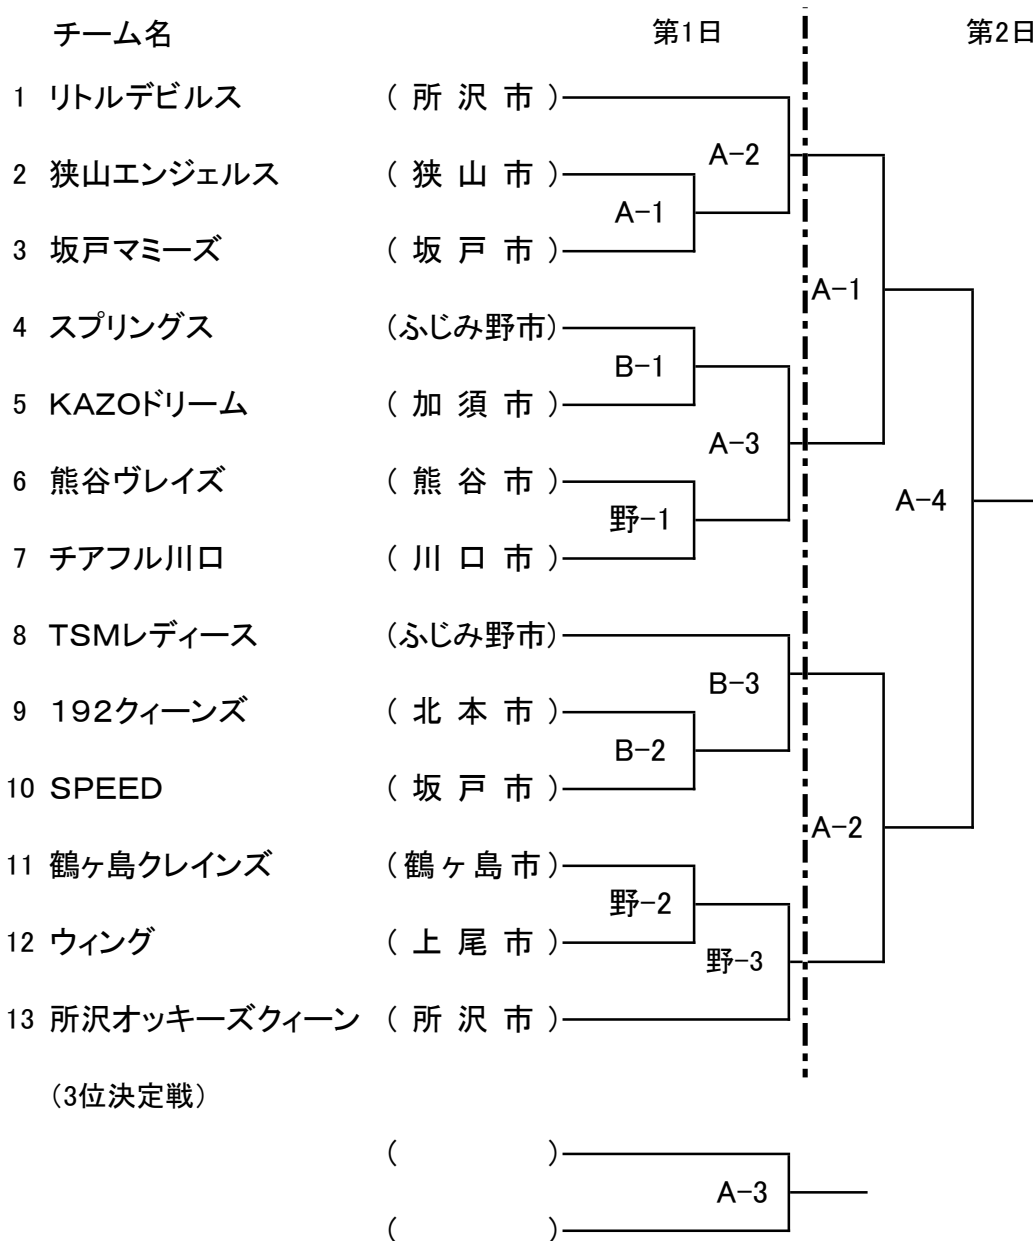 チーム名 第1日 第2日
1 リトルデビルス (所沢市)
A-2
2 狭山エンジェルス (狭山市)
A-1
3 坂戸マミーズ (坂戸市)
A-1
4 スプリングス (ふじみ野市)
B-1
5 KAZOドリーム (加須市)
A-3
6 熊谷ヴレイズ (熊谷市)
野-1 A-4
7 チアフル川口 (川口市)
8 TSMレディース (ふじみ野市)
B-3
9 192クィーンズ (北本市)
B-2
10 SPEED (坂戸市)
A-2
11 鶴ヶ島クレインズ (鶴ヶ島市)
野-2
12 ウィング (上尾市)
野-3
13 所沢オッキーズクィーン (所沢市)
(3位決定戦)
( )
A-3
( )